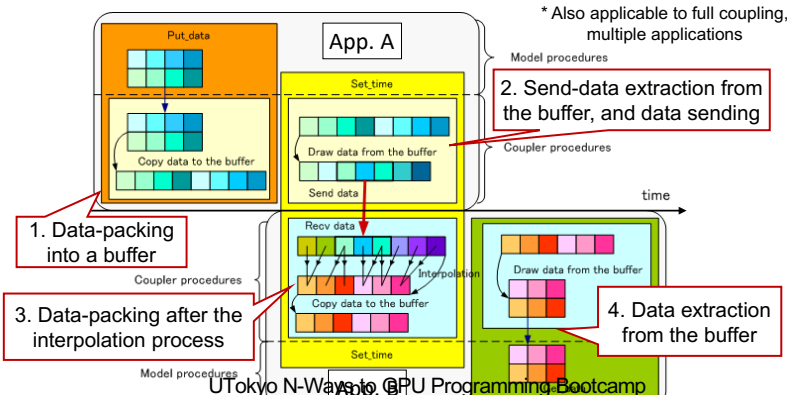 * Also applicable to full coupling,
multiple applications
Put_data
App. A
Model procedures
Set_time
2. Send-data extraction from
the buffer, and data sending
Copy data to the buffer
Draw data from the buffer
Coupler procedures
Send data
time
1. Data-packing
into a buffer
Recv data
Coupler procedures
Interpolation
Draw data from the buffer
3. Data-packing after the
interpolation process
Copy data to the buffer
4. Data extraction
from the buffer
Set_time
Model procedures
App. B
UTokyo N-Ways to GPU Programming Bootcamp